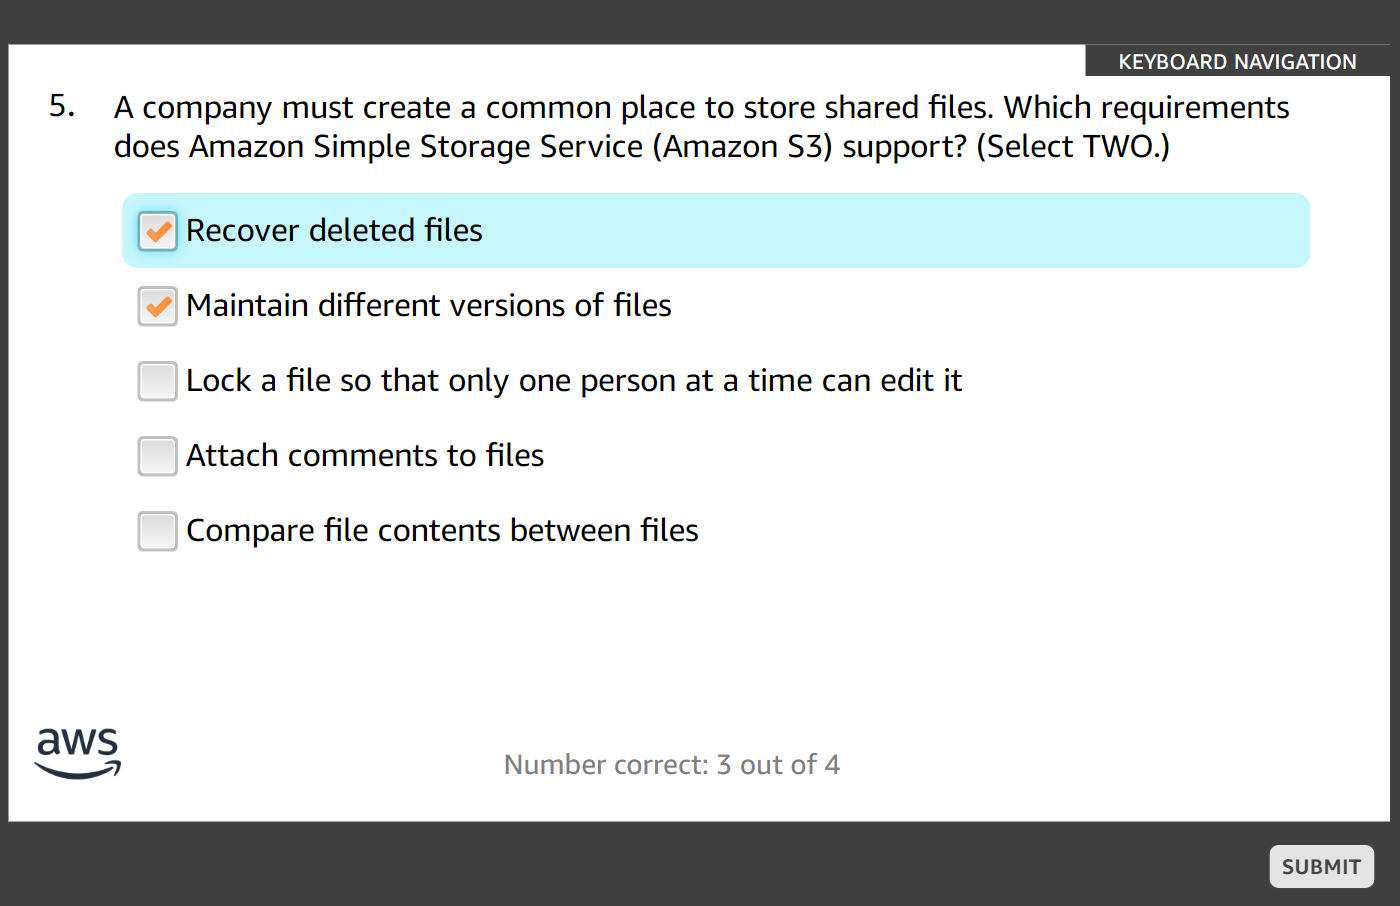 KEYBOARD NAVIGATION
5. A company must create a common place to store shared files. Which requirements
does Amazon Simple Storage Service (Amazon S3) support? (Select TWO.)
Recover deleted files
Maintain different versions of files
Lock a file so that only one person at a time can edit it
Attach comments to files
Compare file contents between files
aws
Number correct: 3 out of 4
SUBMIT